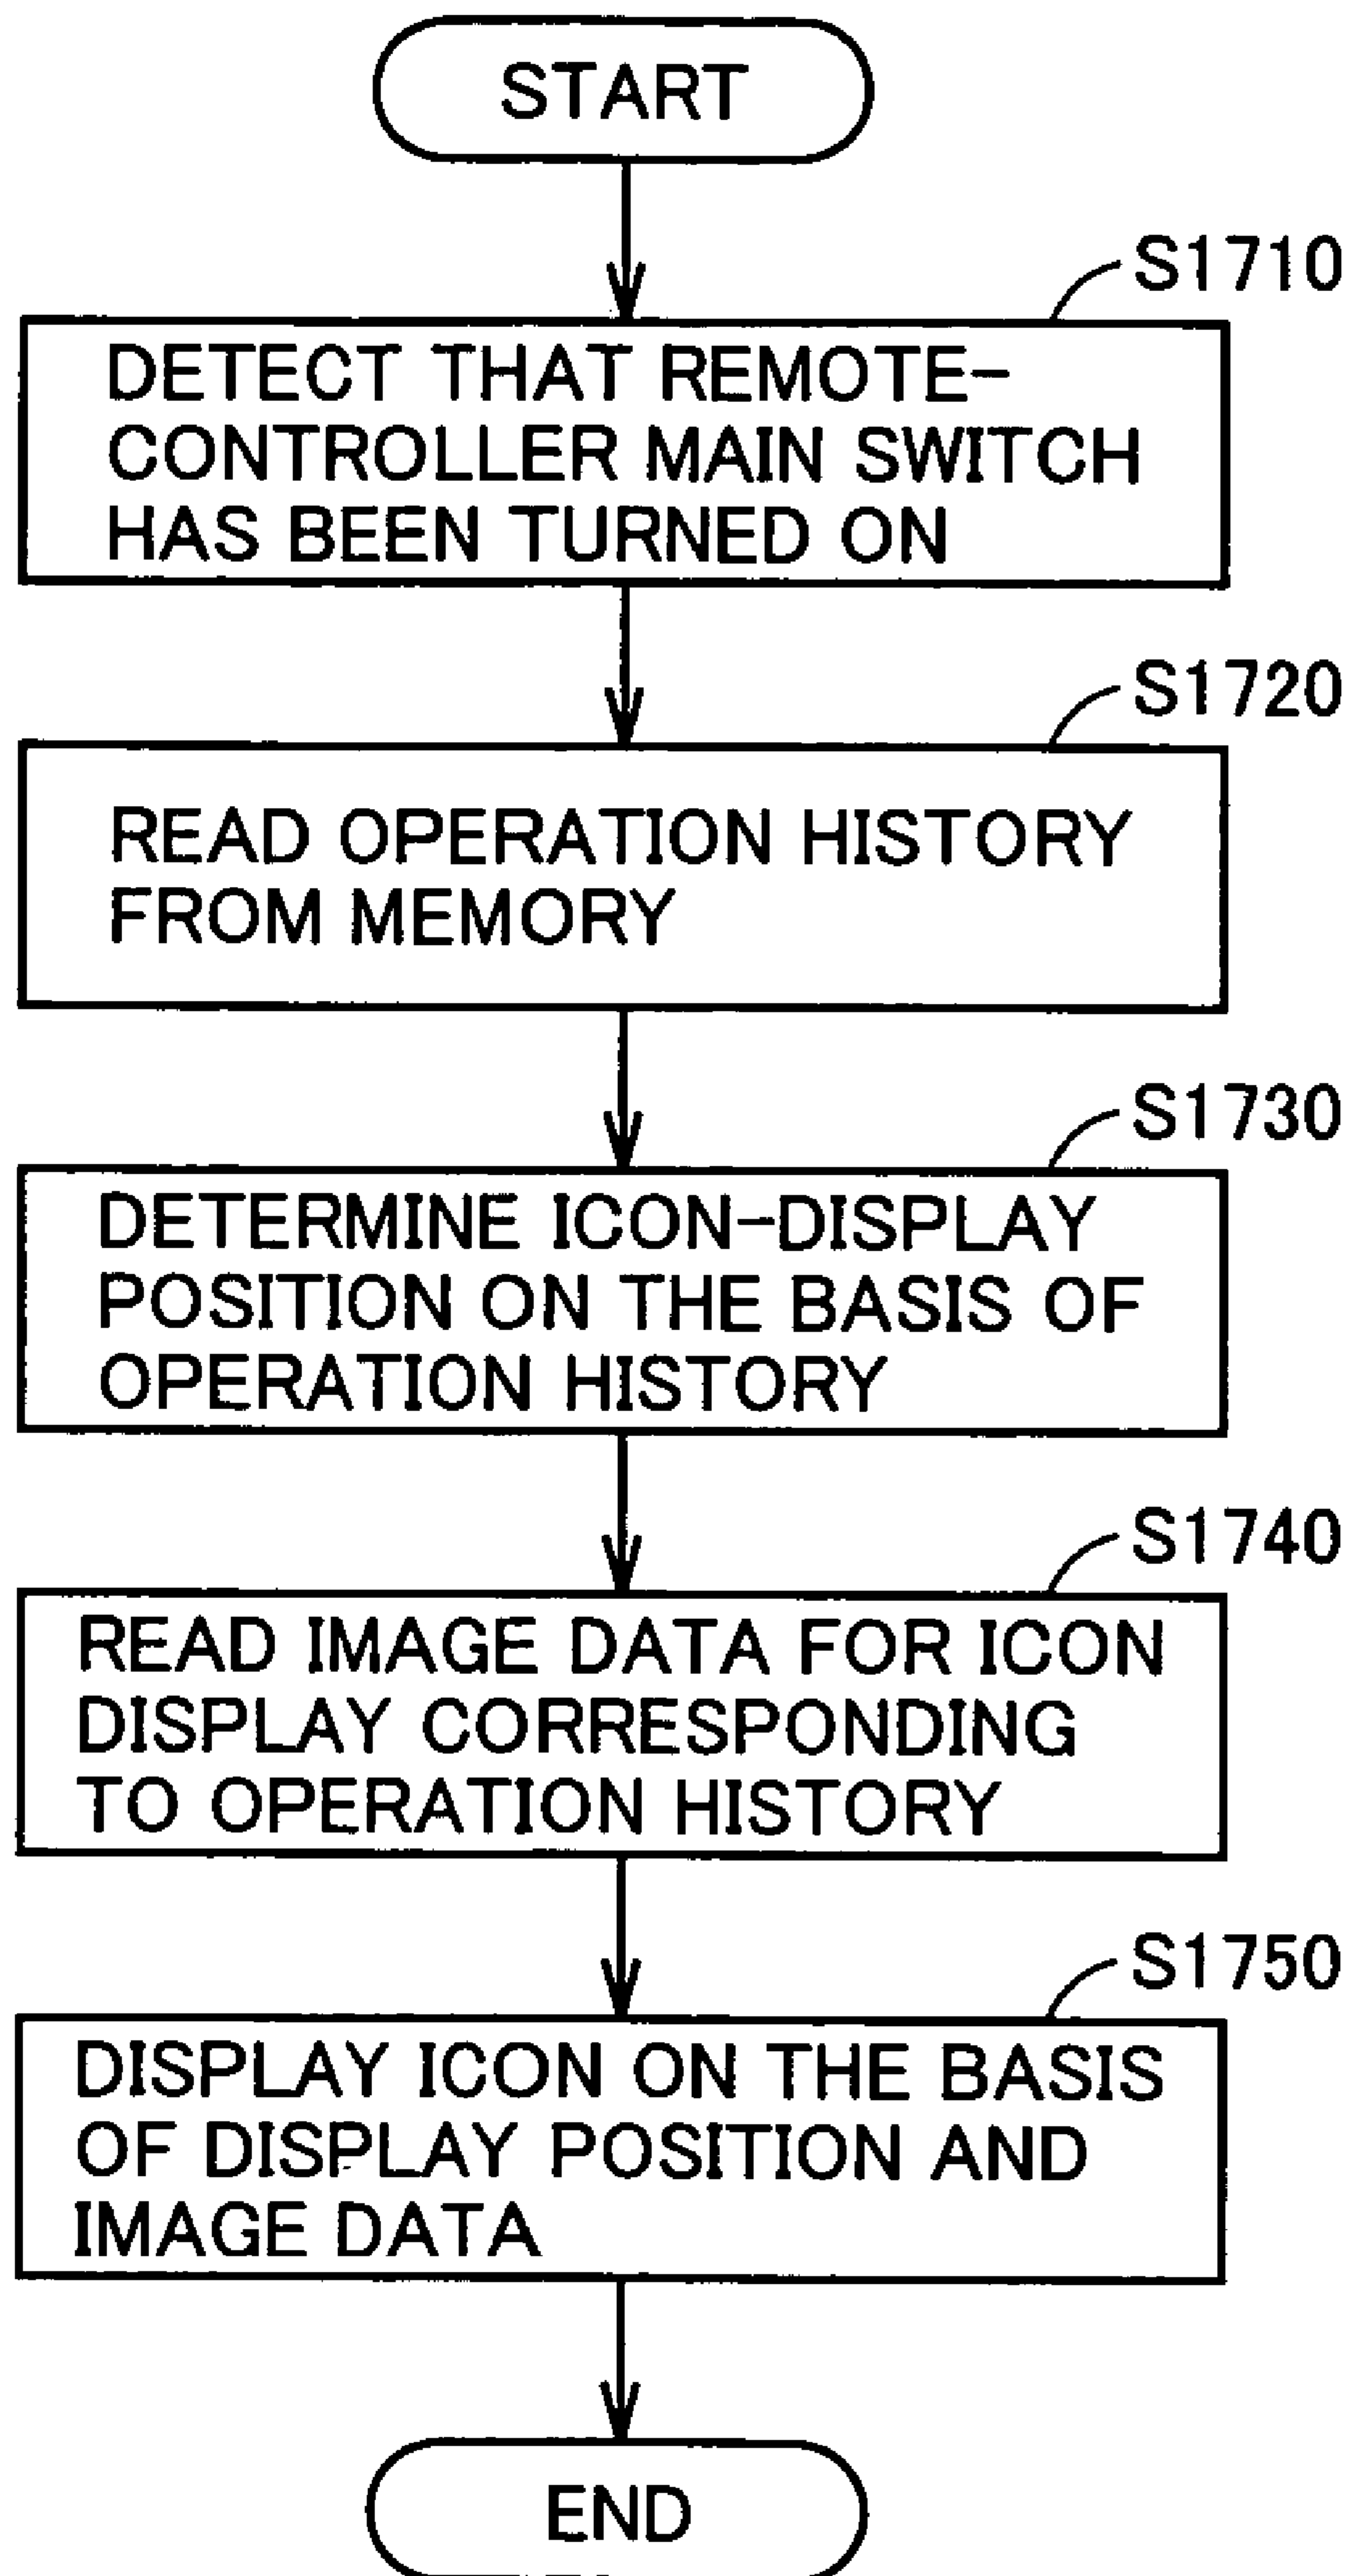 START
S1710
DETECT THAT REMOTE-
CONTROLLER MAIN SWITCH
HAS BEEN TURNED ON
S1720
READ OPERATION HISTORY
FROM MEMORY
S1730
DETERMINE ICON-DISPLAY
POSITION ON THE BASIS OF
OPERATION HISTORY
S1740
READ IMAGE DATA FOR ICON
DISPLAY CORRESPONDING
TO OPERATION HISTORY
S1750
DISPLAY ICON ON THE BASIS
OF DISPLAY POSITION AND
IMAGE DATA
END